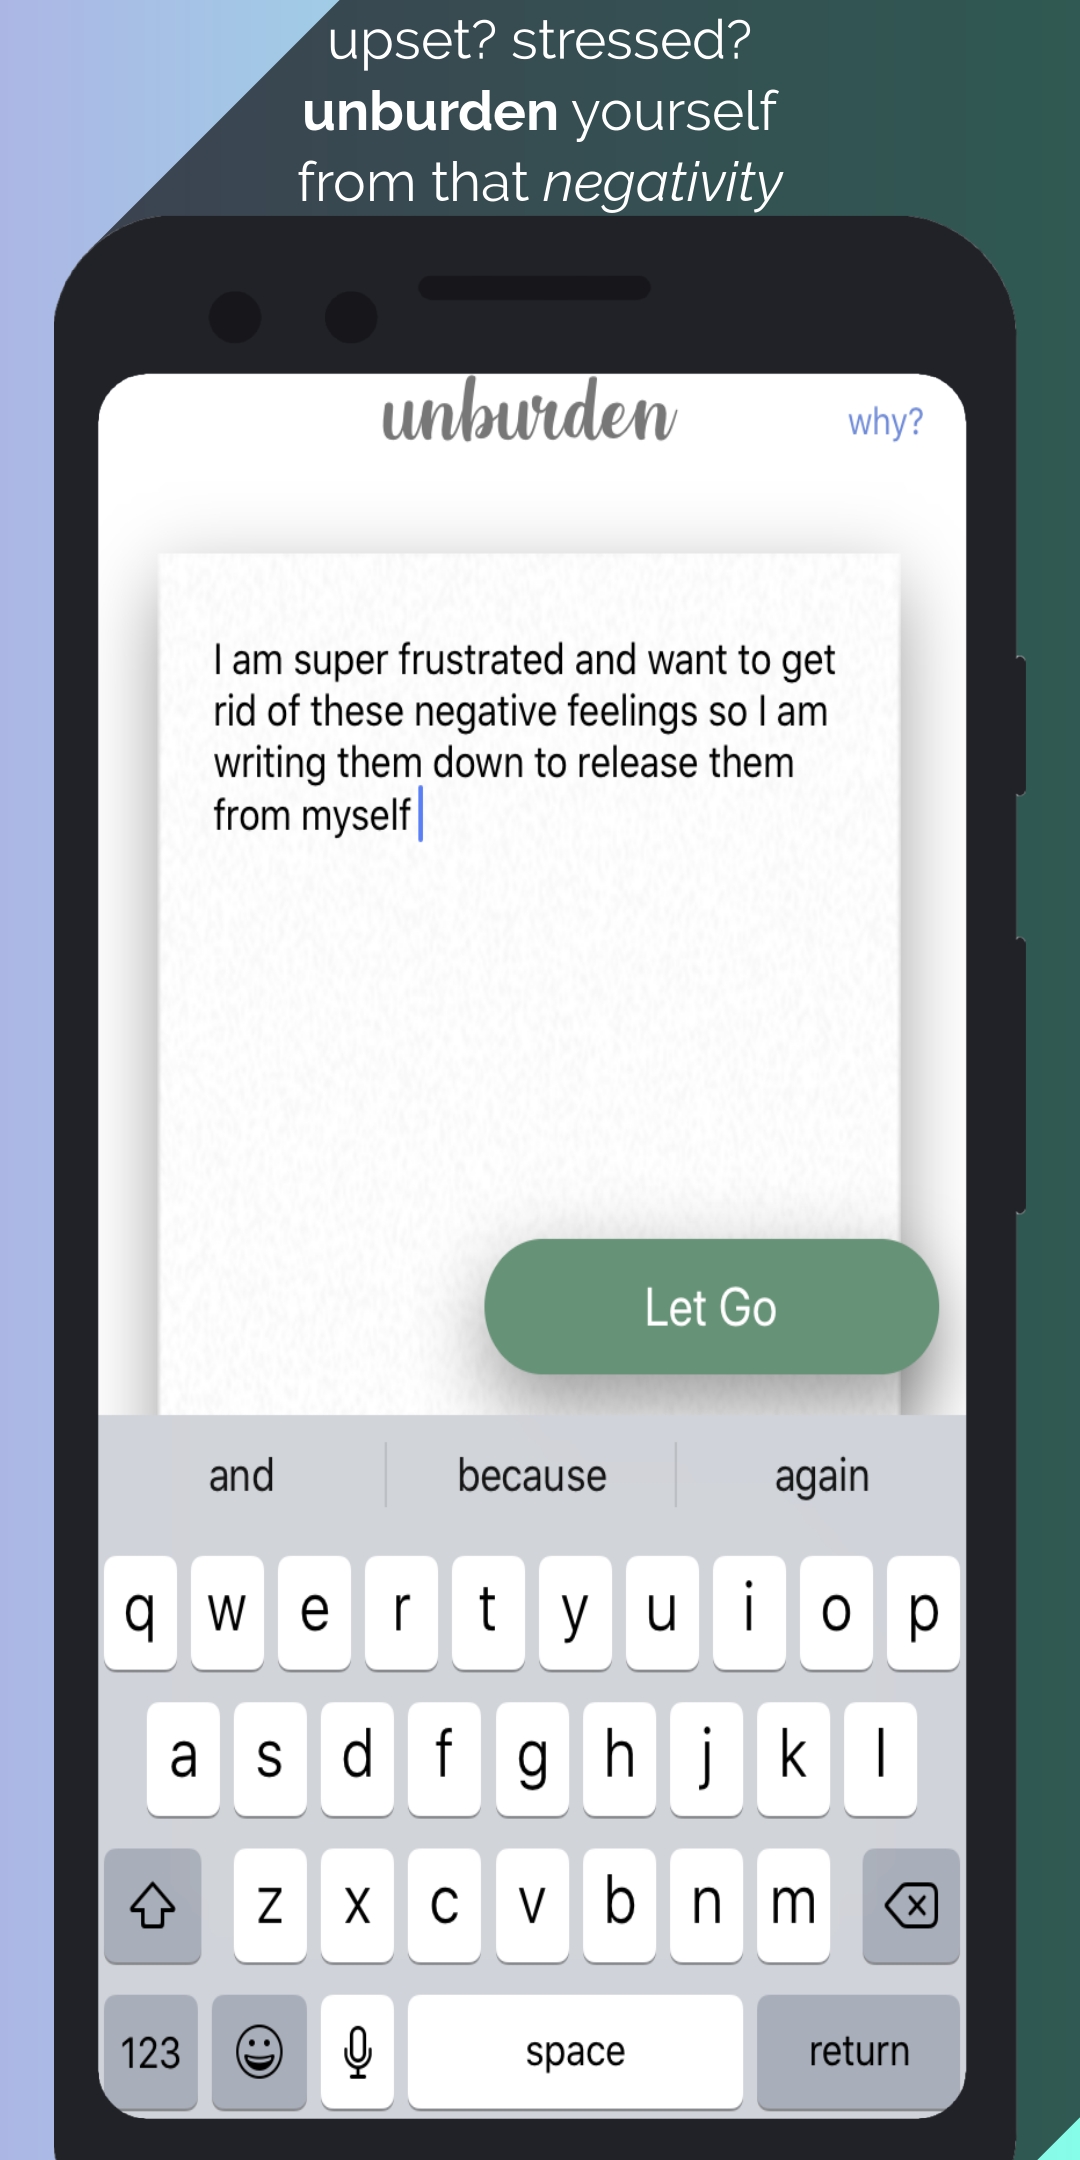 upset? stressed?
unburden yourself
from that negativity
unburden
why?
I am super frustrated and want to get
rid of these negative feelings so I am
writing them down to release them
from myself
Let Go
and because again
q w e r t y u i o p
a s d f g h j k l
z x c v b n m
123 space return